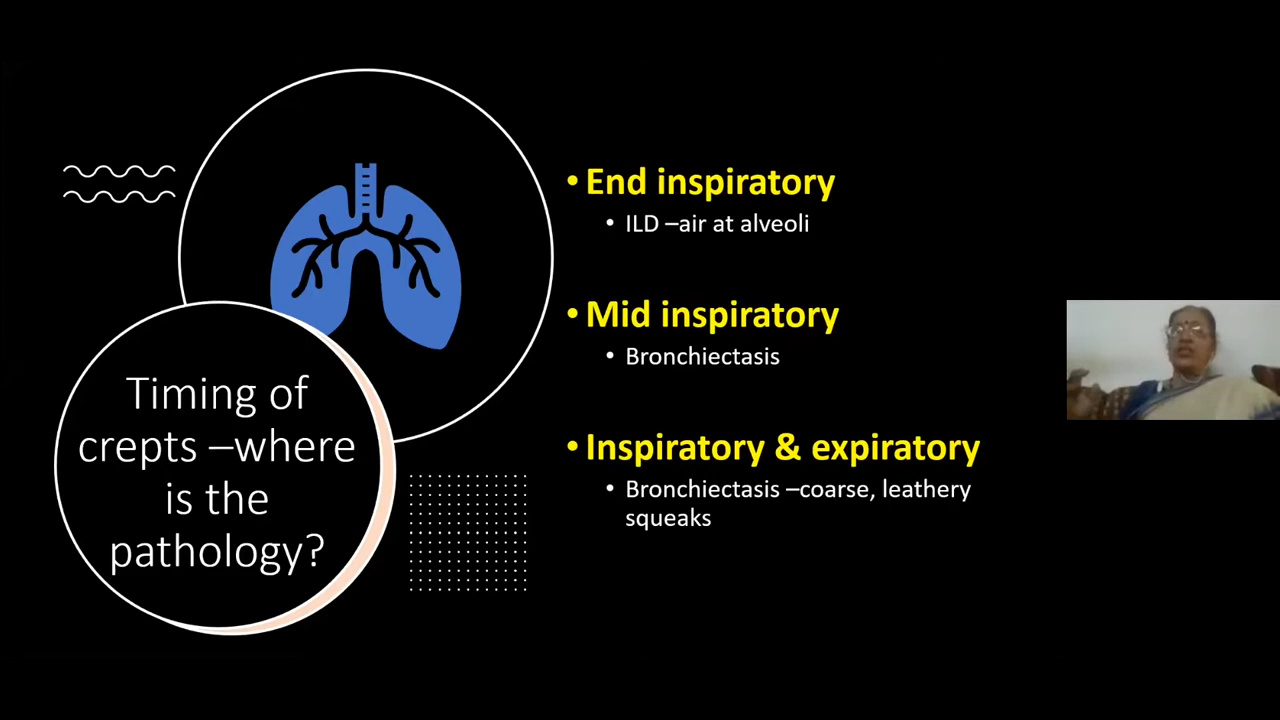 Timing of
crepts –where
is the
pathology?
• End inspiratory
• ILD –air at alveoli
• Mid inspiratory
• Bronchiectasis
• Inspiratory & expiratory
• Bronchiectasis –coarse, leathery
squeaks